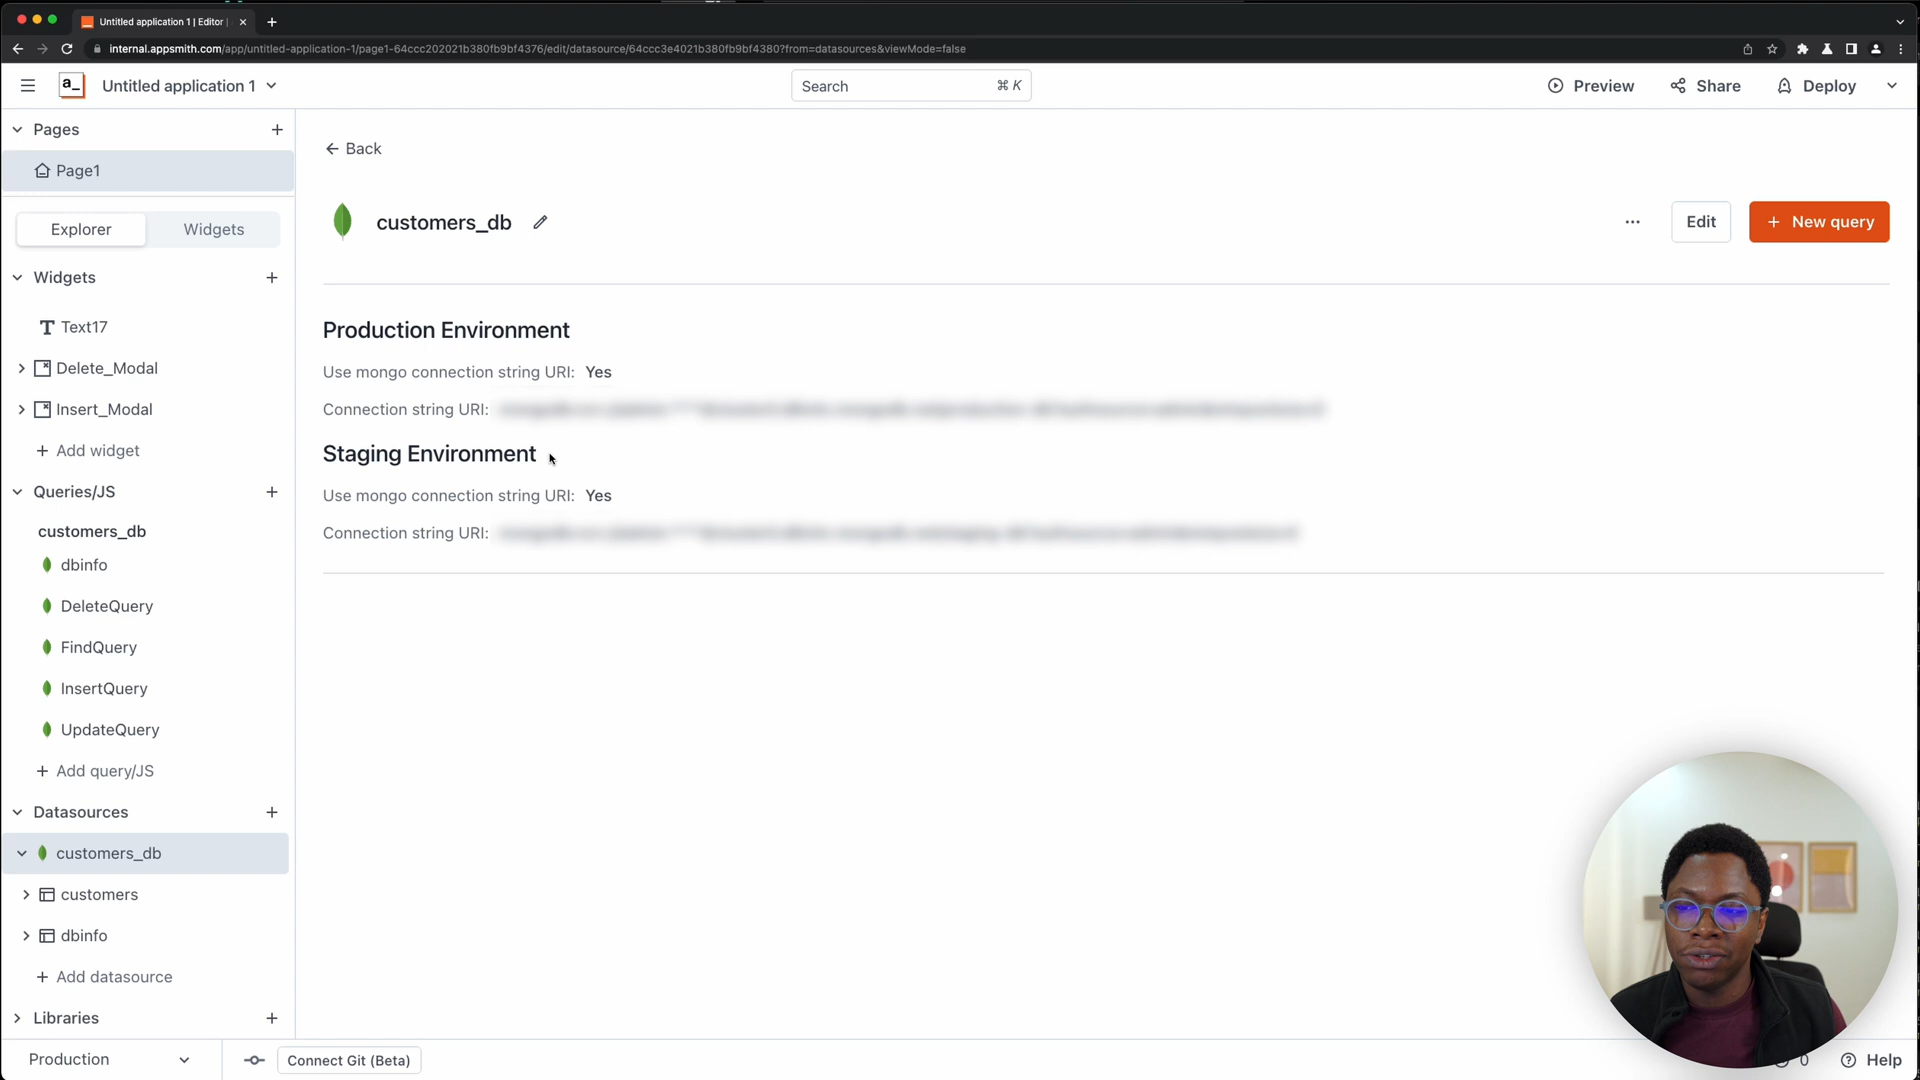 Untitled application 1 | Editor |
internal.appsmith.com/app/untitled-application-1/page1-64ccc202021b380fb9bf4376/edit/datasource/64ccc3e4021b380fb9bf4380?from=datasources&viewMode=false
a_ Untitled application 1
Search ⌘ K
Preview Share Deploy
Pages
Page1
Explorer Widgets
Widgets
Text17
Delete_Modal
Insert_Modal
+ Add widget
Queries/JS
customers_db
dbinfo
DeleteQuery
FindQuery
InsertQuery
UpdateQuery
+ Add query/JS
Datasources
customers_db
customers
dbinfo
+ Add datasource
Libraries
Production
Connect Git (Beta)
← Back
customers_db
Edit + New query
Production Environment
Use mongo connection string URI: Yes
Connection string URI:
Staging Environment
Use mongo connection string URI: Yes
Connection string URI:
0 Help